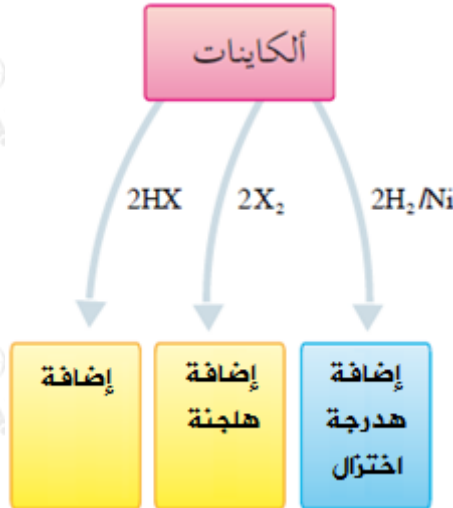 ألكاينات
2H₂/Ni
2X₂
2HX
إضافة
هدرجة
اختزال
إضافة
هلجنة
إضافة